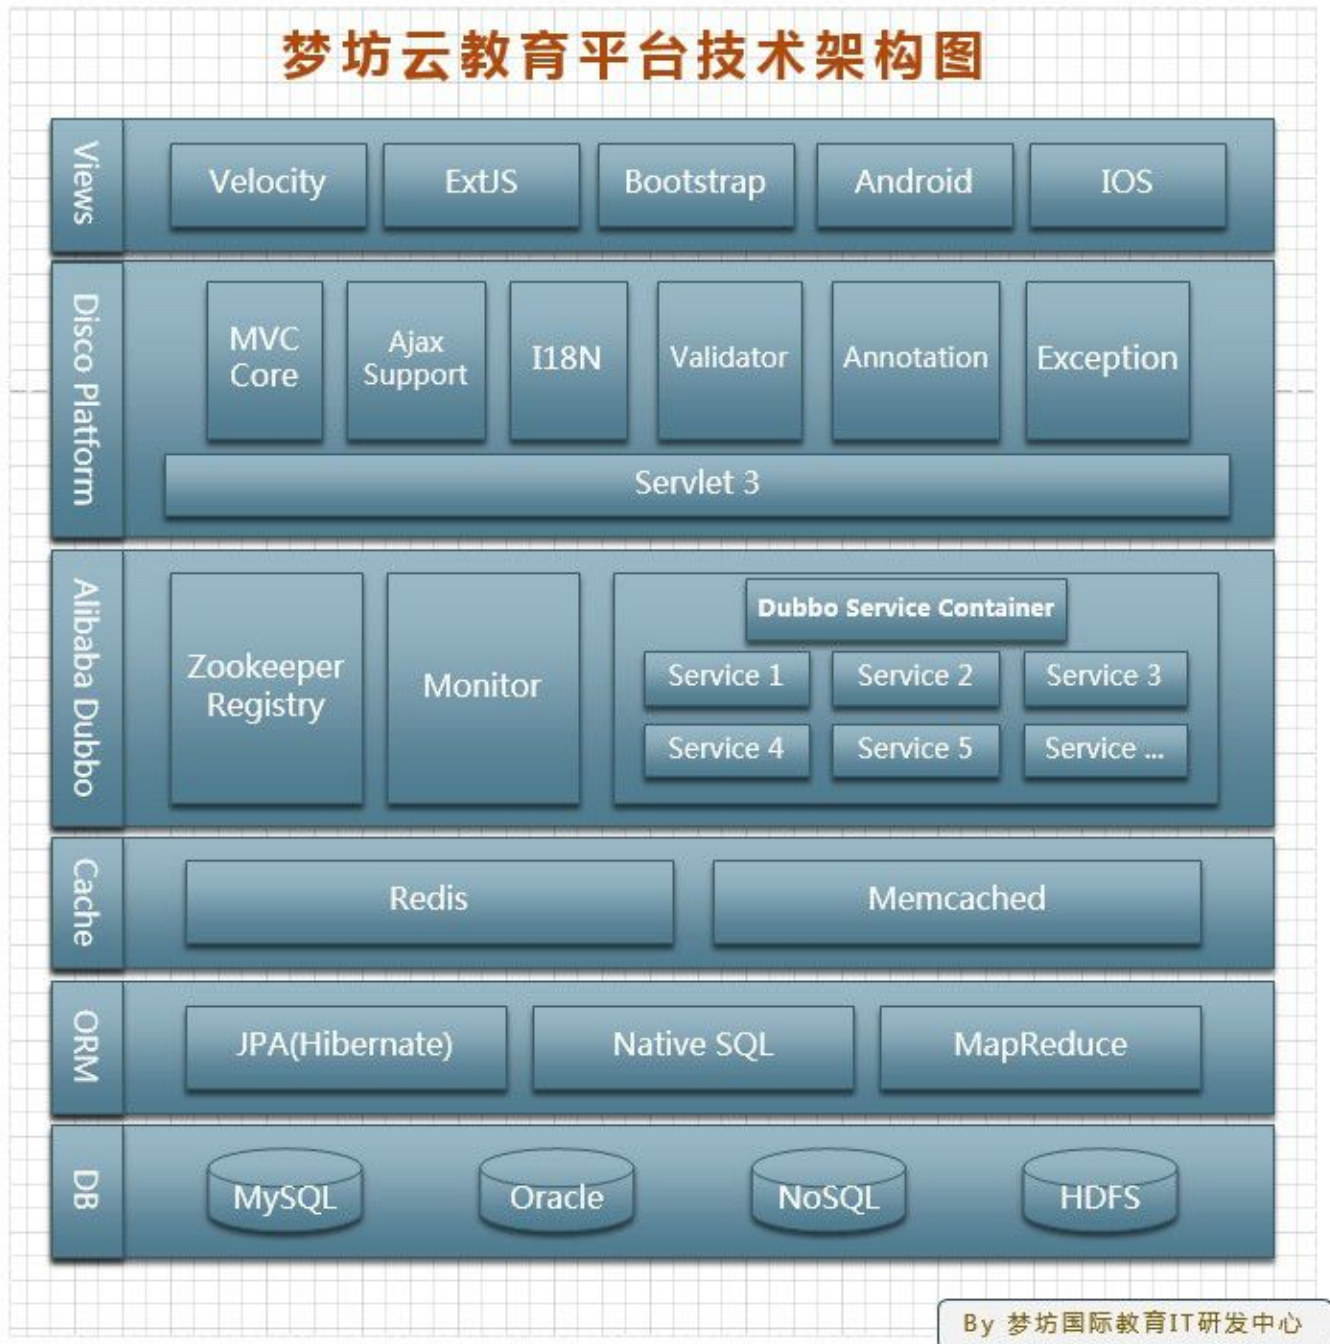 梦坊云教育平台技术架构图
Views
Velocity
ExtJS
Bootstrap
Android
IOS
Disco Platform
MVC
Core
Ajax
Support
I18N
Validator
Annotation
Exception
Servlet 3
Alibaba Dubbo
Zookeeper
Registry
Monitor
Dubbo Service Container
Service 1
Service 2
Service 3
Service 4
Service 5
Service ...
Cache
Redis
Memcached
ORM
JPA(Hibernate)
Native SQL
MapReduce
DB
MySQL
Oracle
NoSQL
HDFS
By 梦坊国际教育IT研发中心